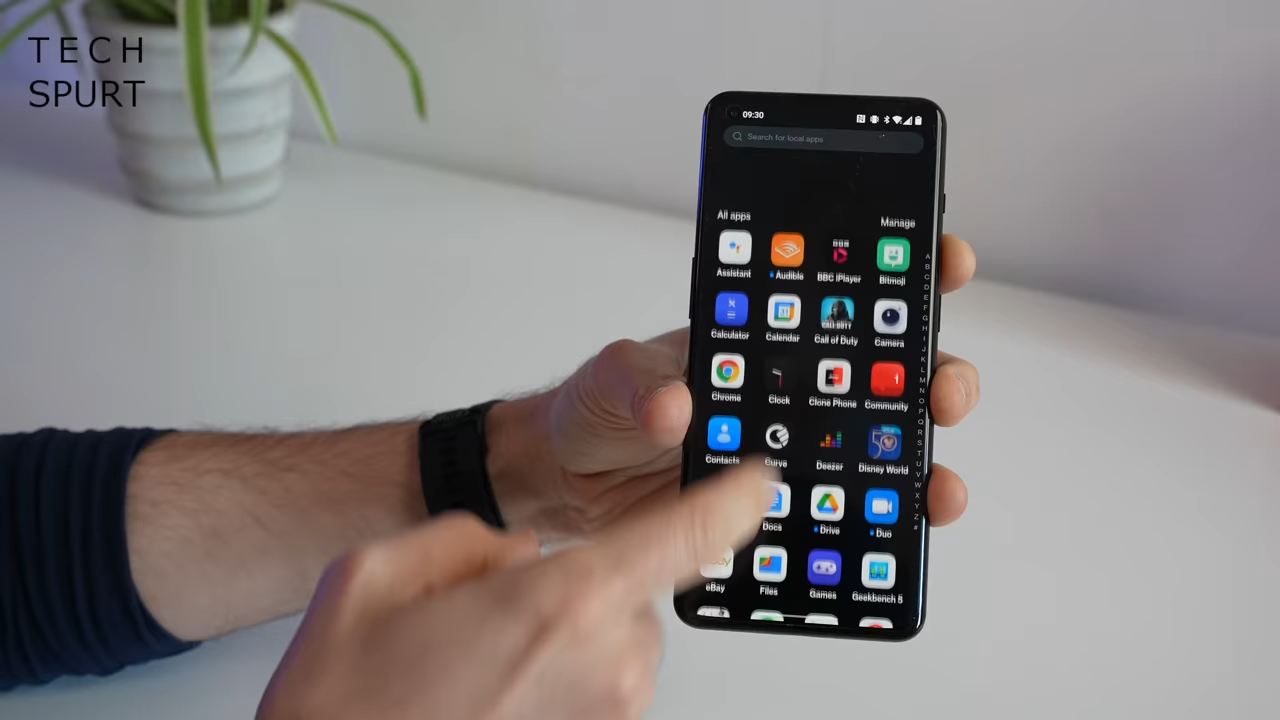 TECH
SPURT
09:30
Search for local apps
All apps
Manage
Assistant
Audible
BBC iPlayer
Bitmoji
Calculator
Calendar
Call of Duty
Camera
Chrome
Clock
Clone Phone
Community
Contacts
Curve
Deezer
Disney World
Docs
Drive
Duo
eBay
Files
Games
Geekbench 5
A
B
C
D
E
F
G
H
I
J
K
L
M
N
O
P
Q
R
S
T
U
V
W
X
Y
Z
#